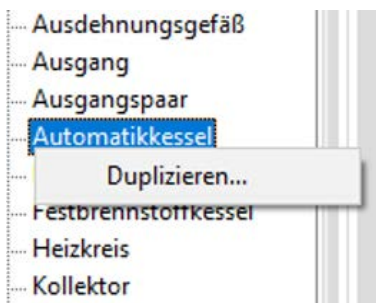 Ausdehnungsgefäß
Ausgang
Ausgangspaar
Automatikkessel
Duplizieren...
Festbrennstoffkessel
Heizkreis
Kollektor